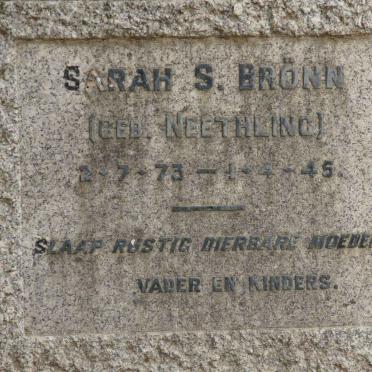 SARAH S. BRÖNN
(GEB. NEETHLING)
2-7-73 — 1-4-45.
SLAAP RUSTIG DIERBARE MOEDER
VADER EN KINDERS.